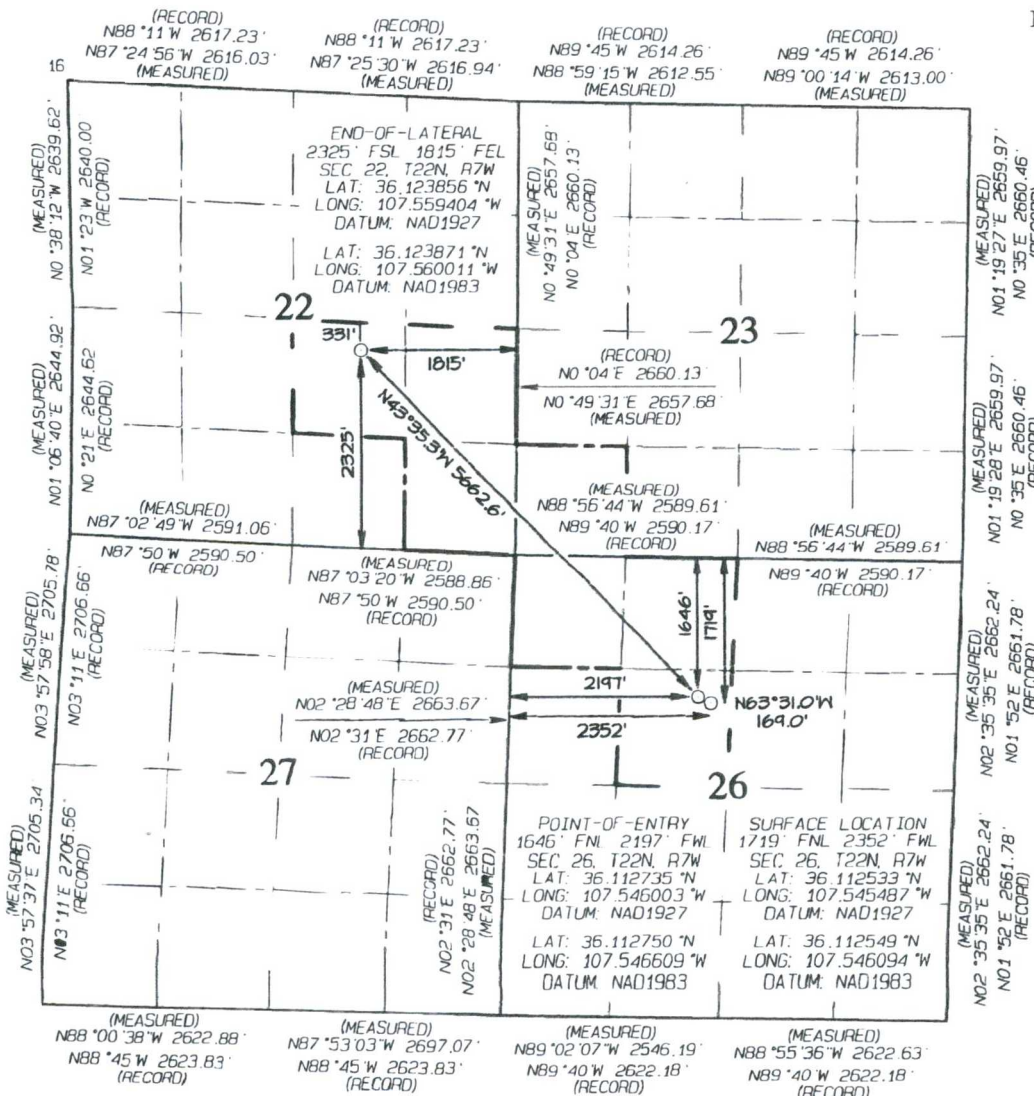 (RECORD)
N88°11'W 2617.23'
N87°24'56"W 2616.03'
(MEASURED)
(RECORD)
N88°11'W 2617.23'
N87°25'30"W 2616.94'
(MEASURED)
(RECORD)
N89°45'W 2614.26'
N88°59'15"W 2612.55'
(MEASURED)
(RECORD)
N89°45'W 2614.26'
N89°00'14"W 2613.00'
(MEASURED)
16
(MEASURED)
N0°38'12"W 2639.62'
N01°23'W 2640.00'
(RECORD)
END-OF-LATERAL
2325' FSL 1815' FEL
SEC 22, T22N, R7W
LAT: 36.123856°N
LONG: 107.559404°W
DATUM: NAD1927
LAT: 36.123871°N
LONG: 107.560011°W
DATUM: NAD1983
(MEASURED)
N0°49'31"E 2657.68'
N0°04'E 2660.13'
(RECORD)
(MEASURED)
N01°19'27"E 2659.97'
N0°35'E 2660.46'
(RECORD)
22
23
331'
1815'
2325'
N43°35.3'W 5662.6'
(RECORD)
N0°04'E 2660.13'
N0°49'31"E 2657.68'
(MEASURED)
(MEASURED)
N01°06'40"E 2644.92'
N0°21'E 2644.62'
(RECORD)
(MEASURED)
N01°19'28"E 2659.97'
N0°35'E 2660.46'
(RECORD)
(MEASURED)
N87°02'49"W 2591.06'
N87°50'W 2590.50'
(RECORD)
(MEASURED)
N87°03'20"W 2588.86'
N87°50'W 2590.50'
(RECORD)
(MEASURED)
N88°56'44"W 2589.61'
N89°40'W 2590.17'
(RECORD)
(MEASURED)
N88°56'44"W 2589.61'
N89°40'W 2590.17'
(RECORD)
(MEASURED)
N03°57'58"E 2705.78'
N03°11'E 2706.66'
(RECORD)
1646'
1719'
2197'
2352'
N63°31.0'W
169.0'
(MEASURED)
N02°28'48"E 2663.67'
N02°31'E 2662.77'
(RECORD)
(MEASURED)
N02°35'35"E 2662.24'
N01°52'E 2661.78'
(RECORD)
27
26
(MEASURED)
N03°57'37"E 2705.34'
N03°11'E 2706.66'
(RECORD)
(RECORD)
N02°31'E 2662.77'
N02°28'48"E 2663.67'
(MEASURED)
POINT-OF-ENTRY
1646' FNL 2197' FWL
SEC 26, T22N, R7W
LAT: 36.112735°N
LONG: 107.546003°W
DATUM: NAD1927
LAT: 36.112750°N
LONG: 107.546609°W
DATUM: NAD1983
SURFACE LOCATION
1719' FNL 2352' FWL
SEC 26, T22N, R7W
LAT: 36.112533°N
LONG: 107.545487°W
DATUM: NAD1927
LAT: 36.112549°N
LONG: 107.546094°W
DATUM: NAD1983
(MEASURED)
N02°35'35"E 2662.24'
N01°52'E 2661.78'
(RECORD)
(MEASURED)
N88°00'38"W 2622.88'
N88°45'W 2623.83'
(RECORD)
(MEASURED)
N87°53'03"W 2697.07'
N88°45'W 2623.83'
(RECORD)
(MEASURED)
N89°02'07"W 2546.19'
N89°40'W 2622.18'
(RECORD)
(MEASURED)
N88°55'36"W 2622.63'
N89°40'W 2622.18'
(RECORD)